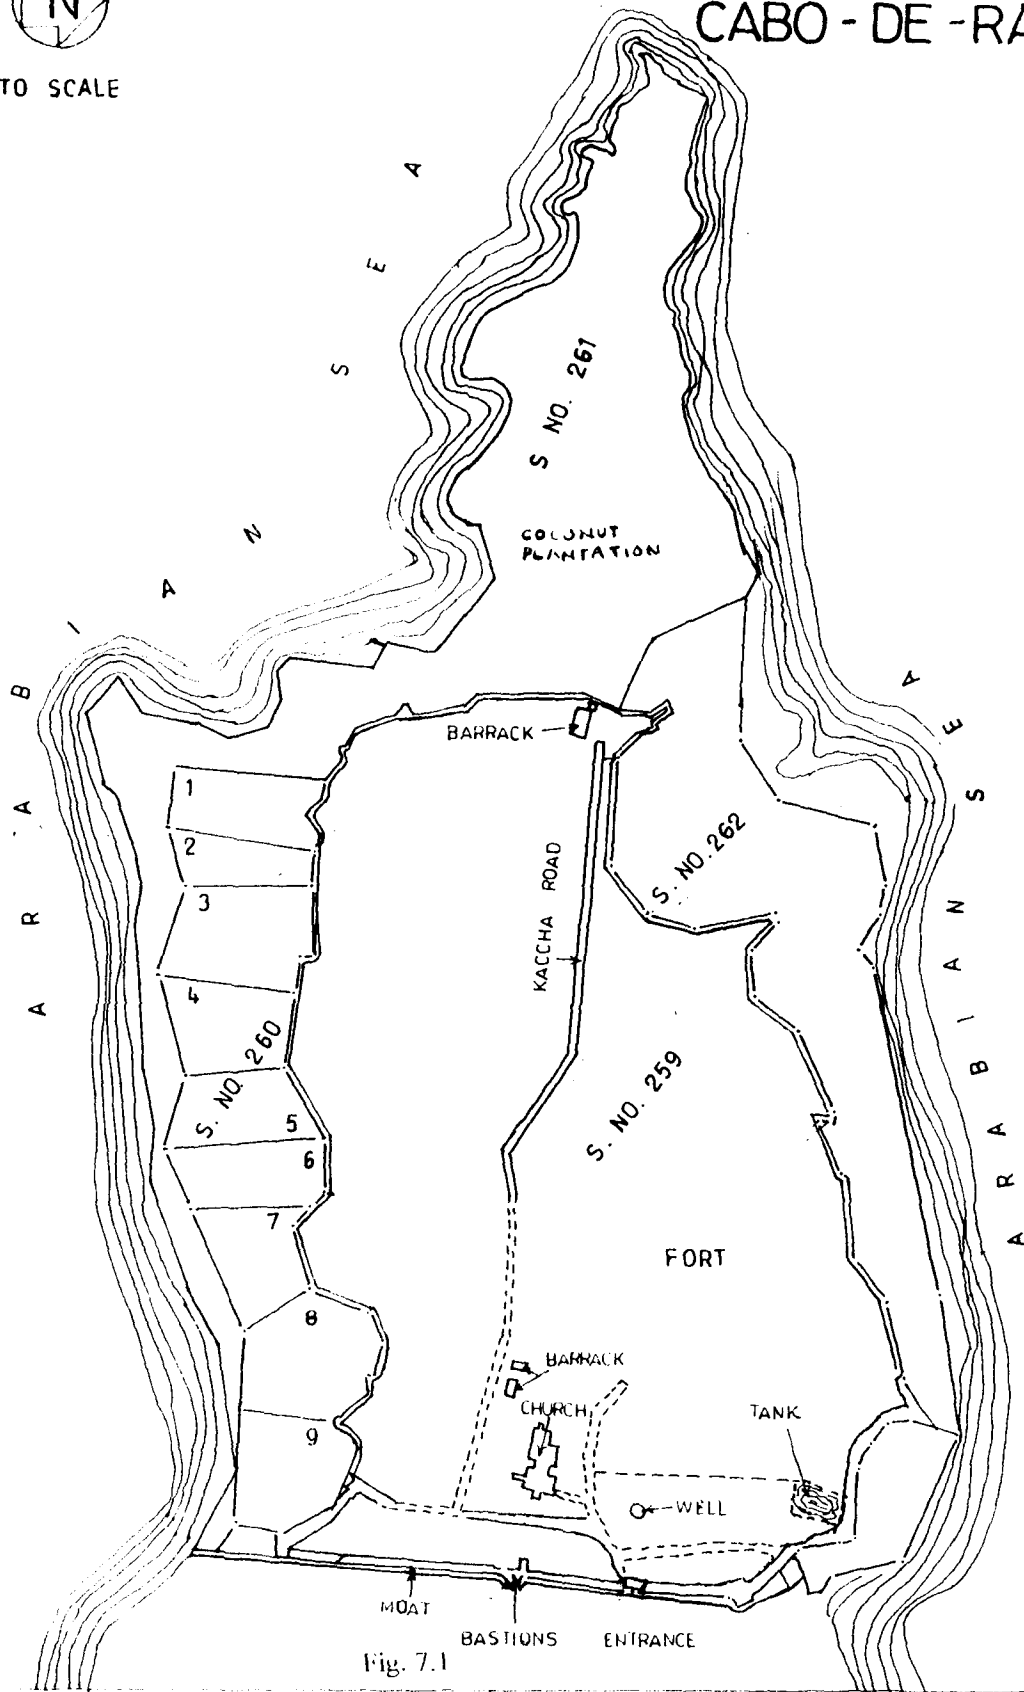 N
CABO - DE - RA
TO SCALE
ARABIAN SEA
S NO. 261
COCONUT
PLANTATION
ARABIAN SEA
BARRACK
1
2
3
4
5
6
7
8
9
S. NO. 260
KACCHA ROAD
S. NO. 262
S. NO. 259
FORT
BARRACK
CHURCH
TANK
WELL
MOAT
BASTIONS
ENTRANCE
Fig. 7.1